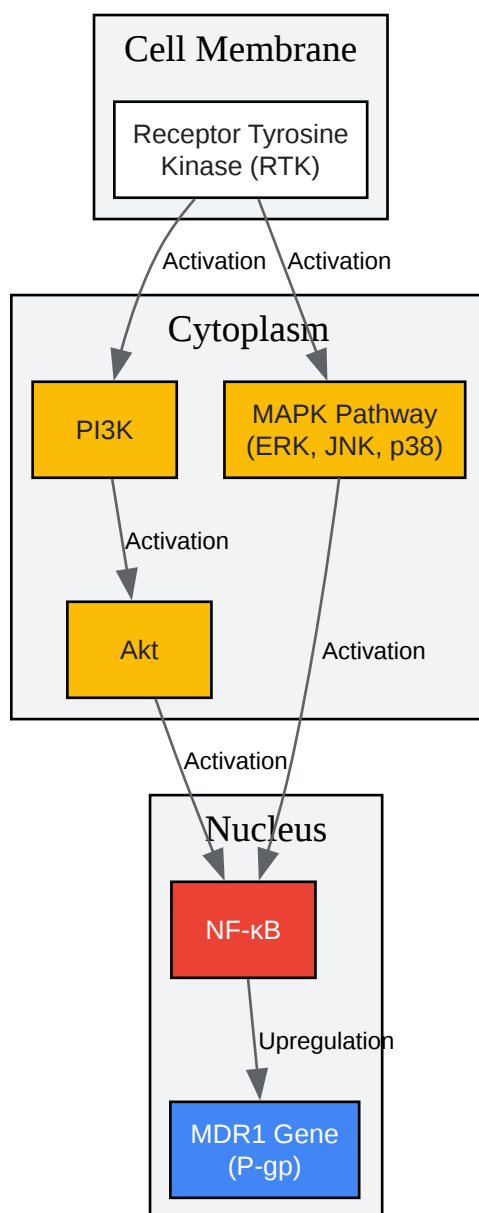 Cell Membrane
Receptor Tyrosine
Kinase (RTK)
Activation
Activation
Cytoplasm
PI3K
MAPK Pathway
(ERK, JNK, p38)
Activation
Akt
Activation
Activation
Nucleus
NF-κB
Upregulation
MDR1 Gene
(P-gp)